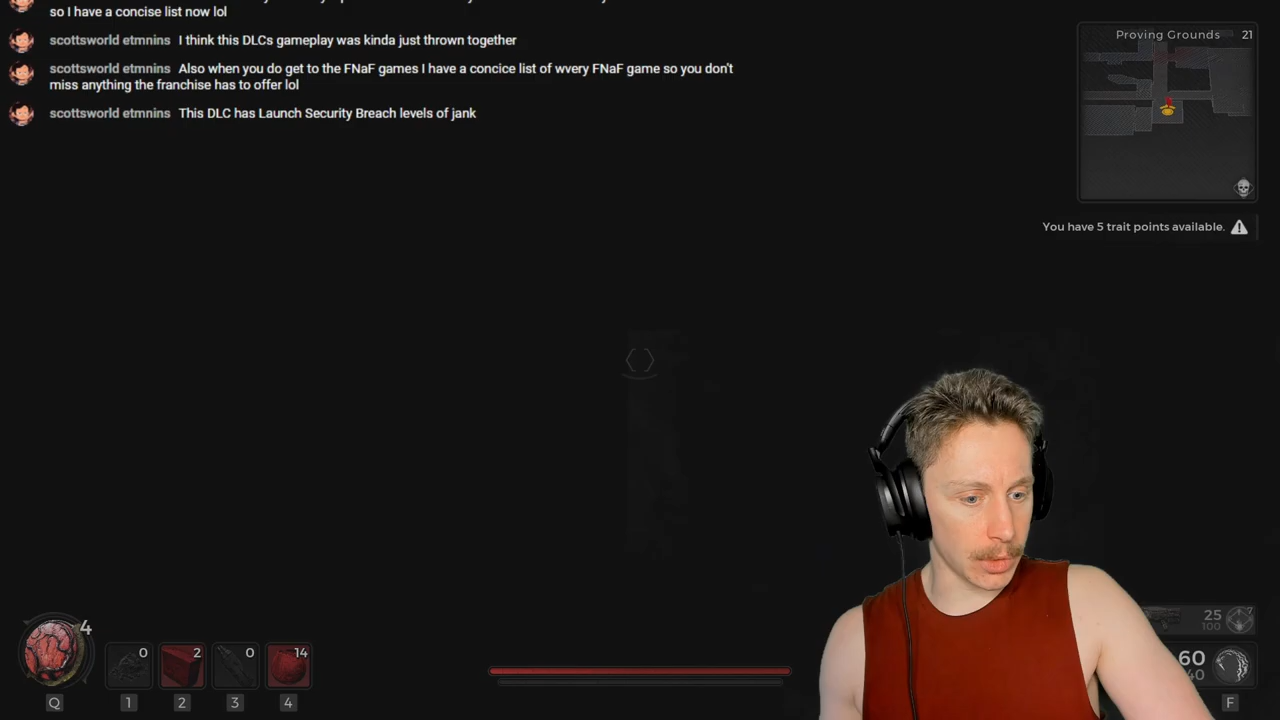 so I have a concise list now lol
scottsworld etmnins I think this DLCs gameplay was kinda just thrown together
scottsworld etmnins Also when you do get to the FNaF games I have a concice list of wvery FNaF game so you don't
miss anything the franchise has to offer lol
scottsworld etmnins This DLC has Launch Security Breach levels of jank
Proving Grounds 21
You have 5 trait points available.
4
0 2 0 14
Q 1 2 3 4
25
100
7
60
F